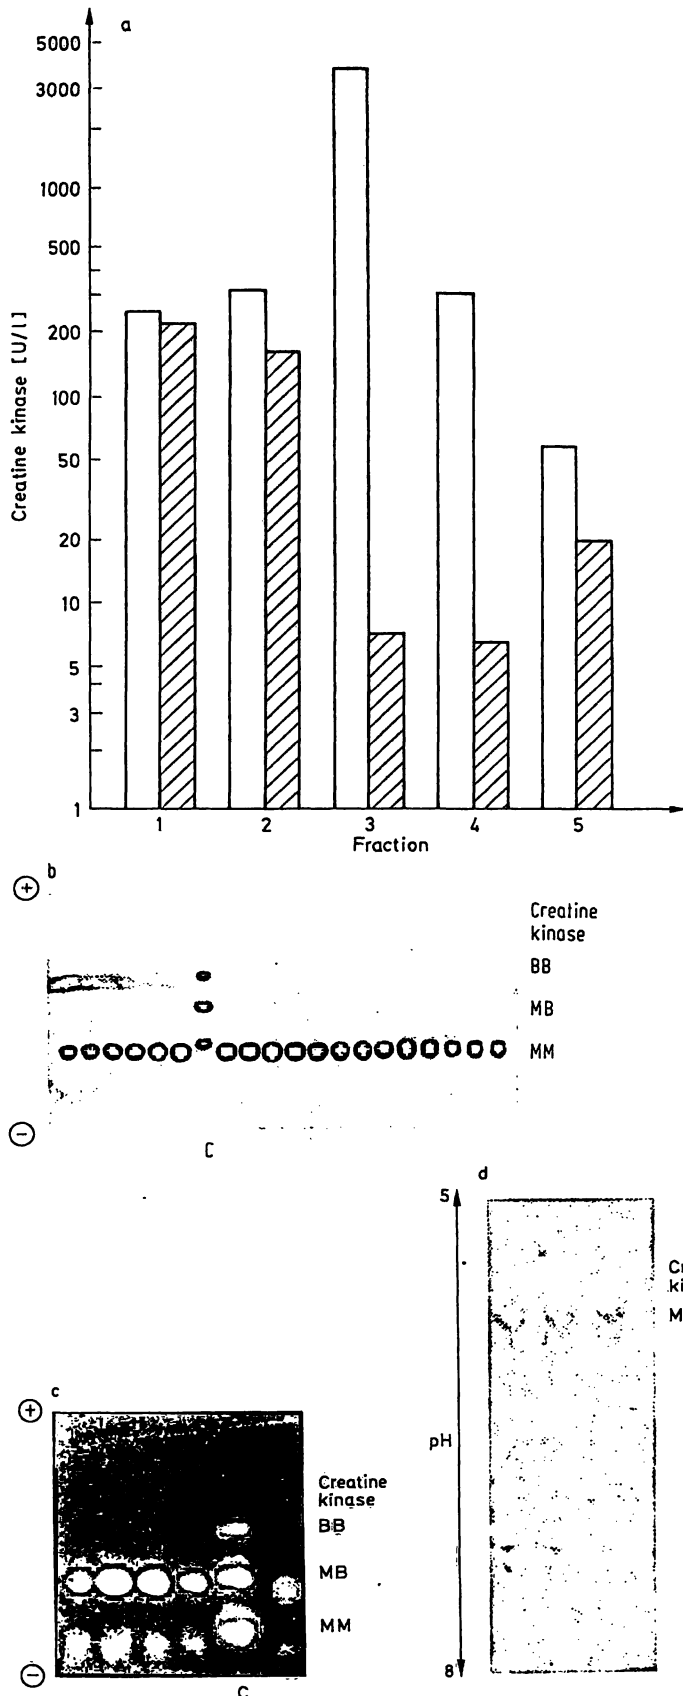 a
5000
3000
1000
500
200
100
50
20
10
5
3
1
Creatine kinase [U/l]
1 2 3 4 5
Fraction
b
+
Creatine
kinase
BB
MB
MM
−
C
d
5
pH
8
c
+
Creatine
kinase
BB
MB
MM
−
C